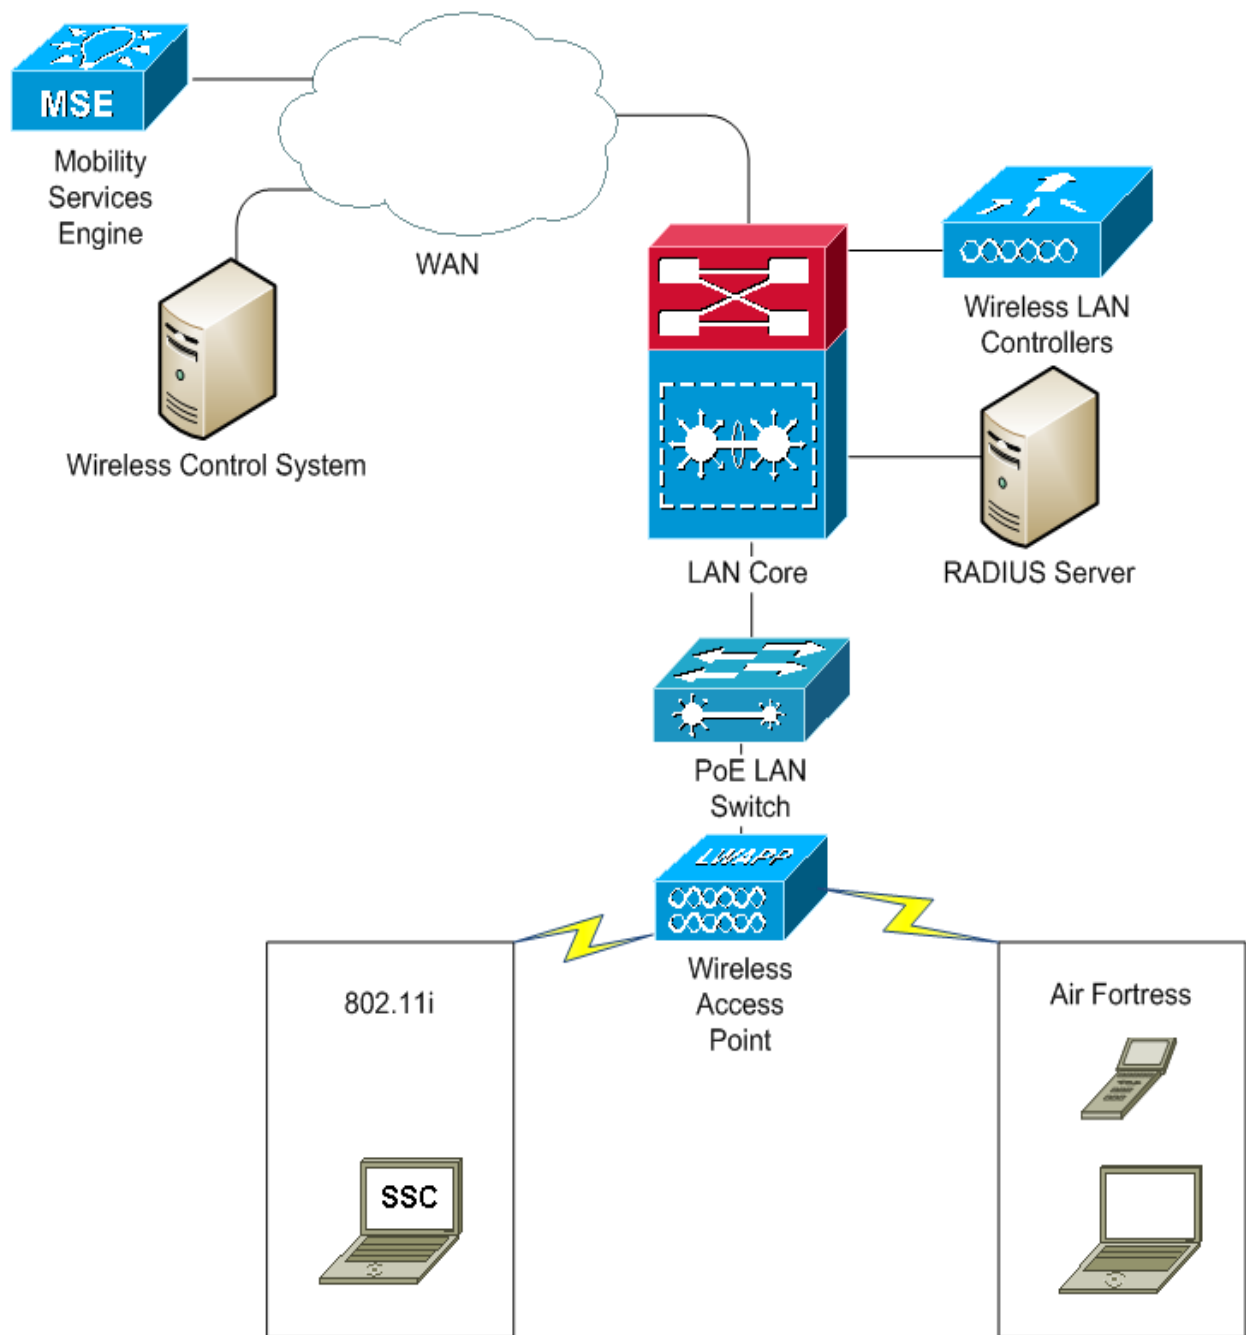 MSE
Mobility
Services
Engine
WAN
Wireless Control System
Wireless LAN
Controllers
LAN Core
RADIUS Server
PoE LAN
Switch
LWAPP
Wireless
Access
Point
802.11i
SSC
Air Fortress